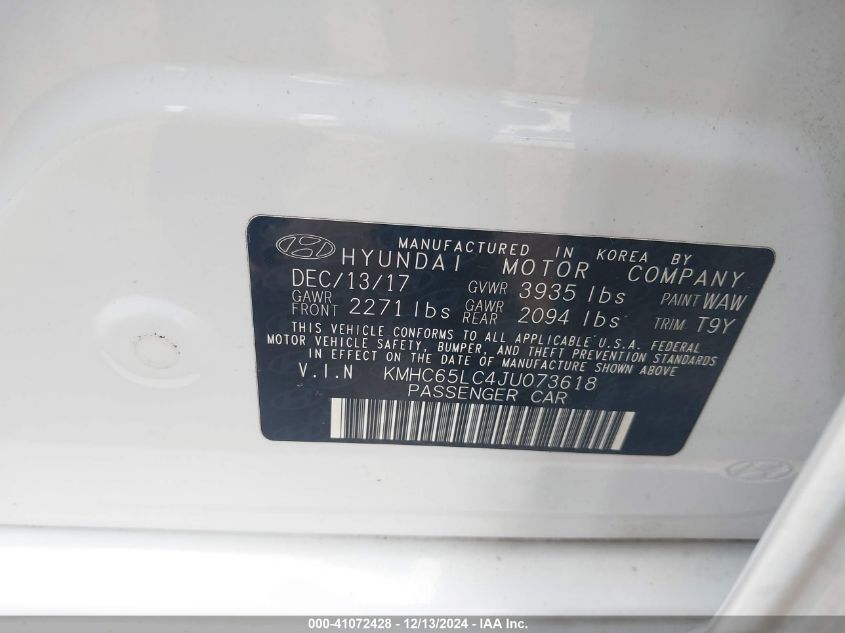 MANUFACTURED IN KOREA BY
HYUNDAI MOTOR COMPANY
DEC/13/17 GVWR 3935 lbs PAINT WAW
GAWR FRONT 2271 lbs GAWR REAR 2094 lbs TRIM T9Y
THIS VEHICLE CONFORMS TO ALL APPLICABLE U.S.A. FEDERAL
MOTOR VEHICLE SAFETY, BUMPER, AND THEFT PREVENTION STANDARDS
IN EFFECT ON THE DATE OF MANUFACTURE SHOWN ABOVE
V.I.N KMHC65LC4JU073618
PASSENGER CAR
000-41072428 - 12/13/2024 - IAA Inc.